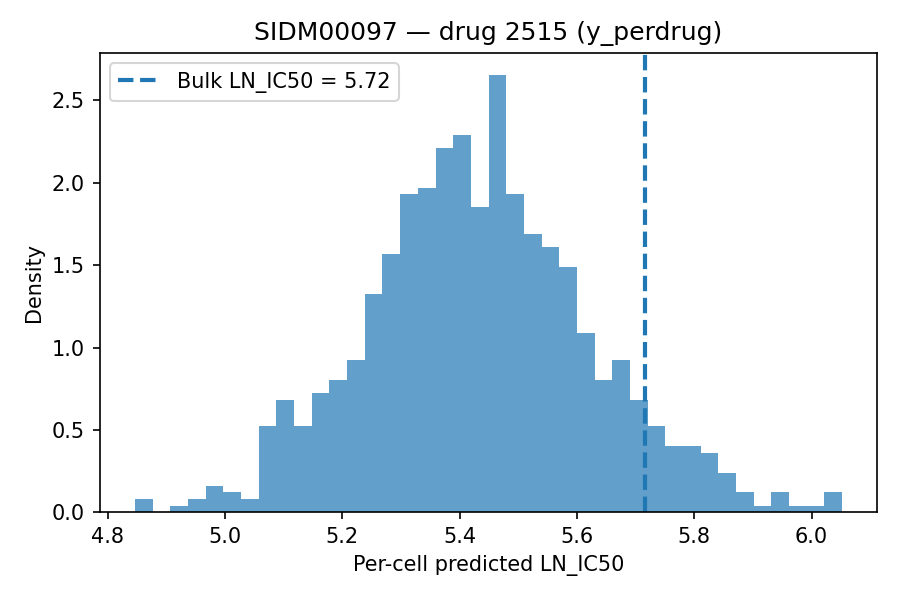 SIDM00097 — drug 2515 (y_perdrug)
Bulk LN_IC50 = 5.72
Density
2.5
2.0
1.5
1.0
0.5
0.0
4.8 5.0 5.2 5.4 5.6 5.8 6.0
Per-cell predicted LN_IC50